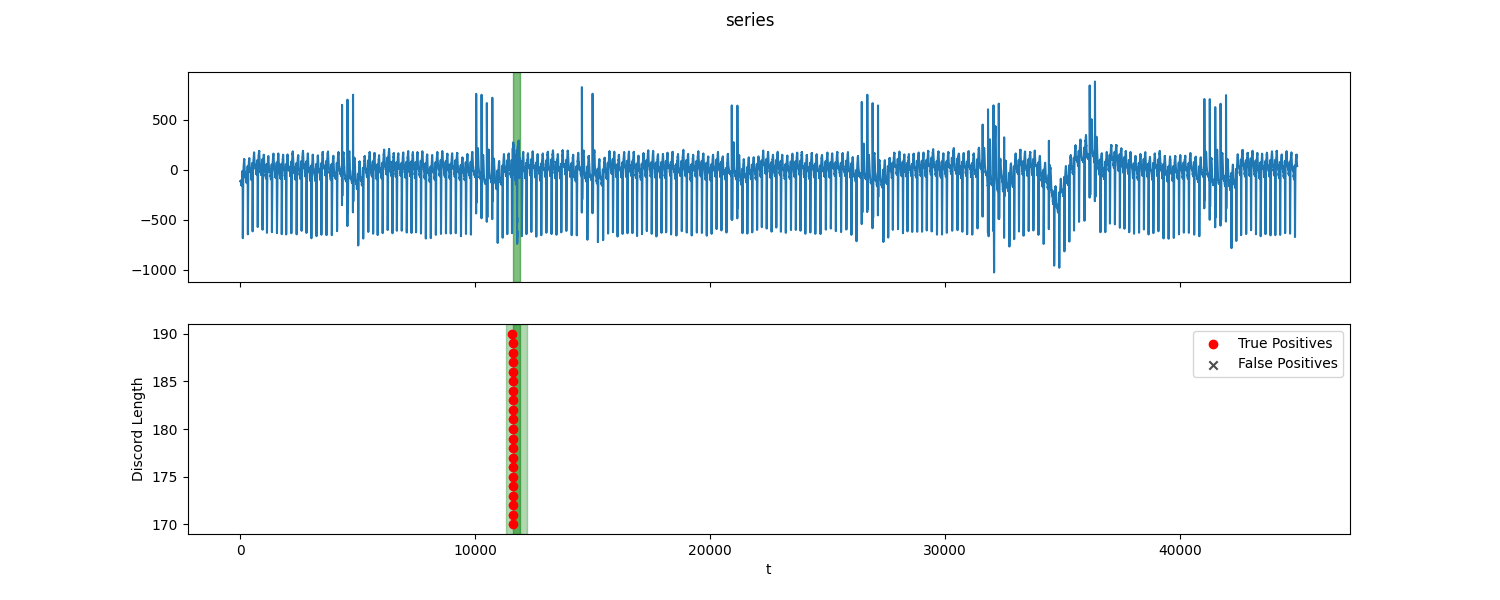 series
500
0
−500
−1000
190
185
180
175
170
Discord Length
True Positives
False Positives
0
10000
20000
30000
40000
t